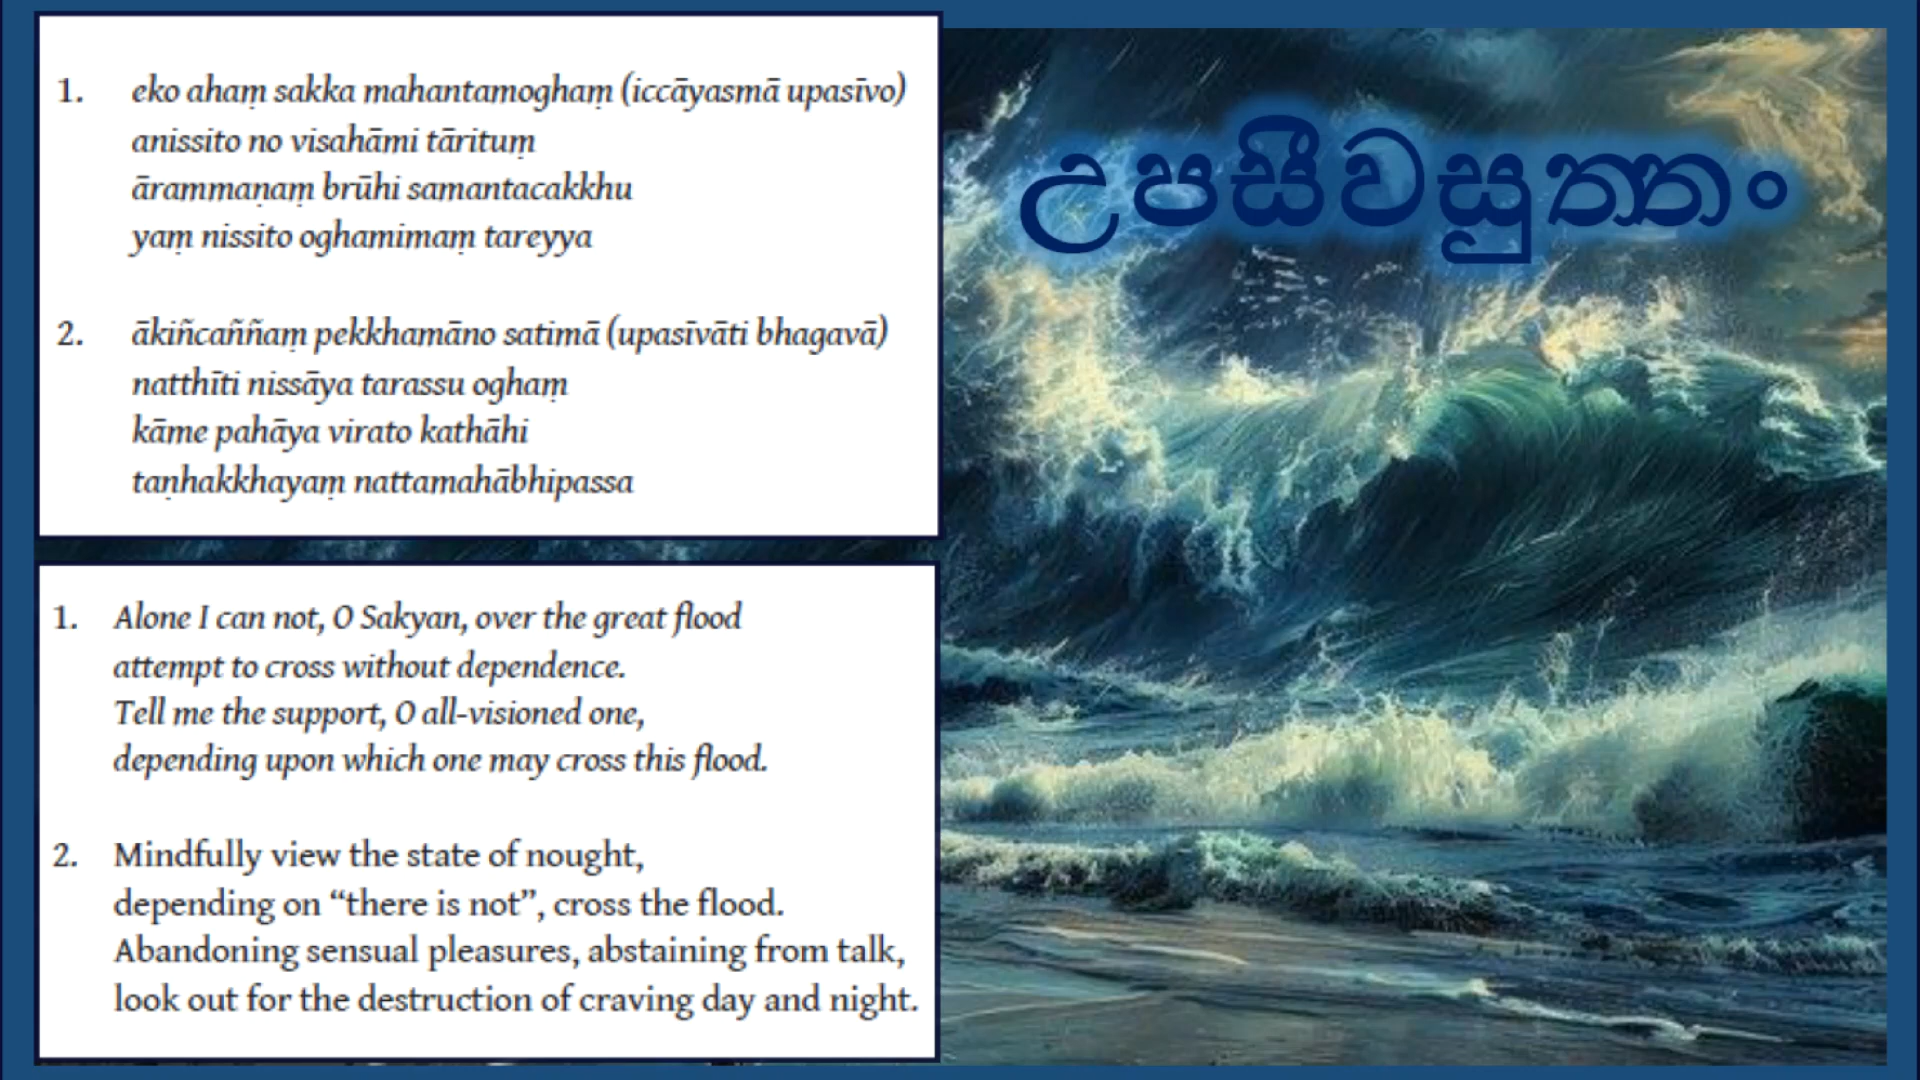 1. eko ahaṃ sakka mahantamoghaṃ (iccāyasmā upasīvo)
anissito no visahāmi tārituṃ
ārammaṇaṃ brūhi samantacakkhu
yaṃ nissito oghamimaṃ tareyya
2. ākiñcaññaṃ pekkhamāno satimā (upasīvāti bhagavā)
natthīti nissāya tarassu oghaṃ
kāme pahāya virato kathāhi
taṇhakkhayaṃ nattamahābhipassa
1. Alone I can not, O Sakyan, over the great flood
attempt to cross without dependence.
Tell me the support, O all-visioned one,
depending upon which one may cross this flood.
2. Mindfully view the state of nought,
depending on “there is not”, cross the flood.
Abandoning sensual pleasures, abstaining from talk,
look out for the destruction of craving day and night.
උපසීවසුත්‍තං